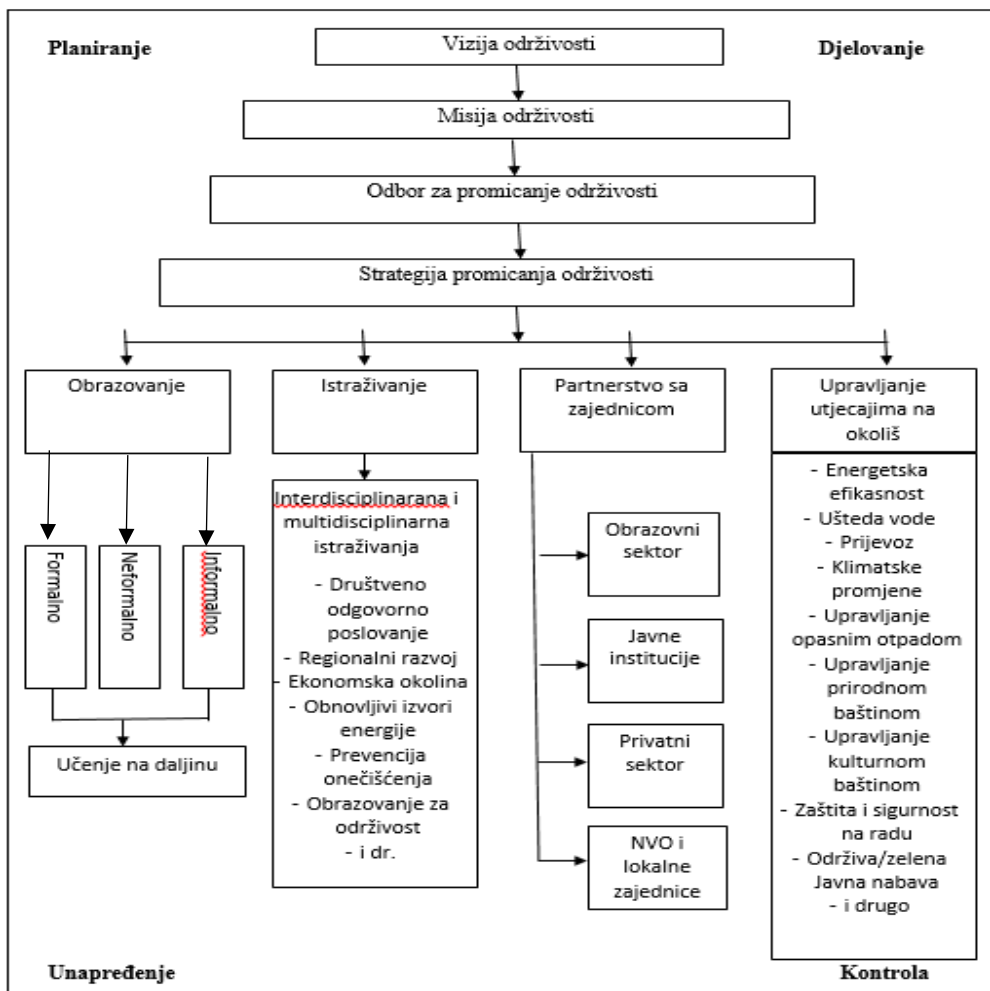 Planiranje
Vizija održivosti
Djelovanje
Misija održivosti
Odbor za promicanje održivosti
Strategija promicanja održivosti
Obrazovanje
Istraživanje
Partnerstvo sa
zajednicom
Upravljanje
utjecajima na
okoliš
Formalno
Neformalno
Informalno
Učenje na daljinu
Interdisciplinarana i
multidisciplinarna
istraživanja
- Društveno
odgovorno
poslovanje
- Regionalni razvoj
- Ekonomska okolina
- Obnovljivi izvori
energije
- Prevencija
onečišćenja
- Obrazovanje za
održivost
- i dr.
Obrazovni
sektor
Javne
institucije
Privatni
sektor
NVO i
lokalne
zajednice
- Energetska
efikasnost
- Ušteda vode
- Prijevoz
- Klimatske
promjene
- Upravljanje
opasnim otpadom
- Upravljanje
prirodnom
baštinom
- Upravljanje
kulturnom
baštinom
- Zaštita i sigurnost
na radu
- Održiva/zelena
Javna nabava
- i drugo
Unapređenje
Kontrola